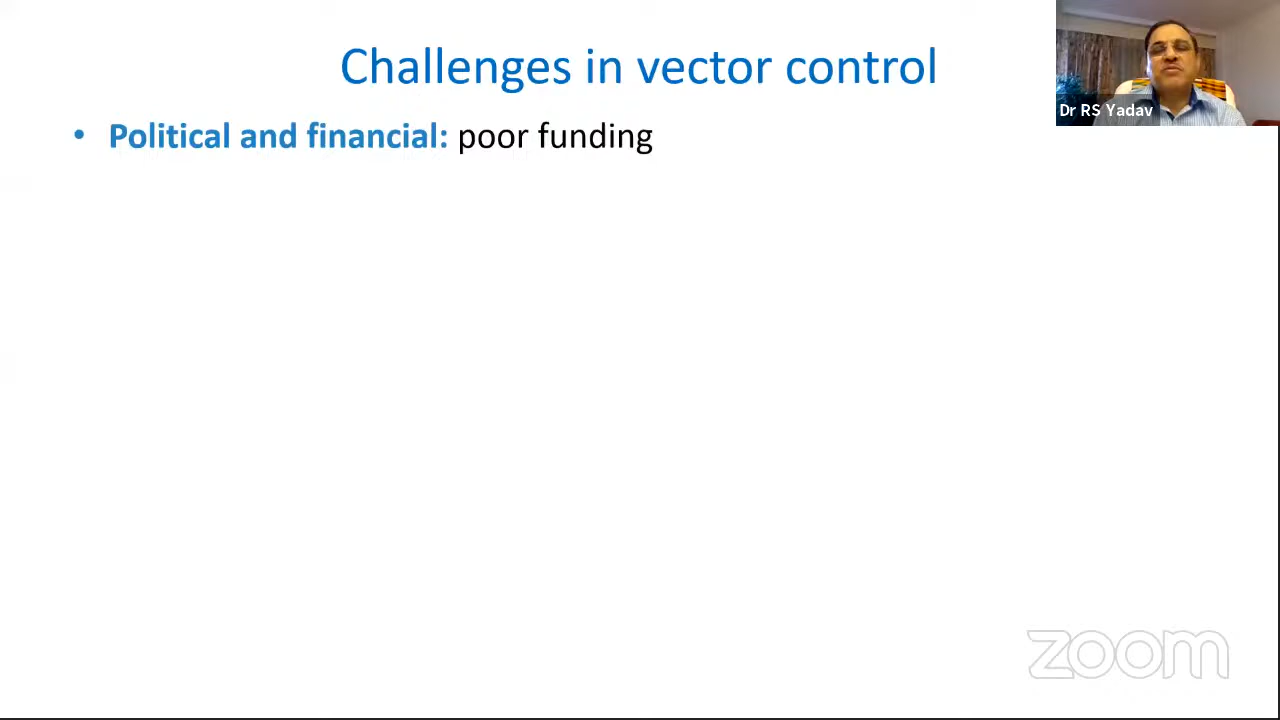 Challenges in vector control
Dr RS Yadav
• Political and financial: poor funding
zoom